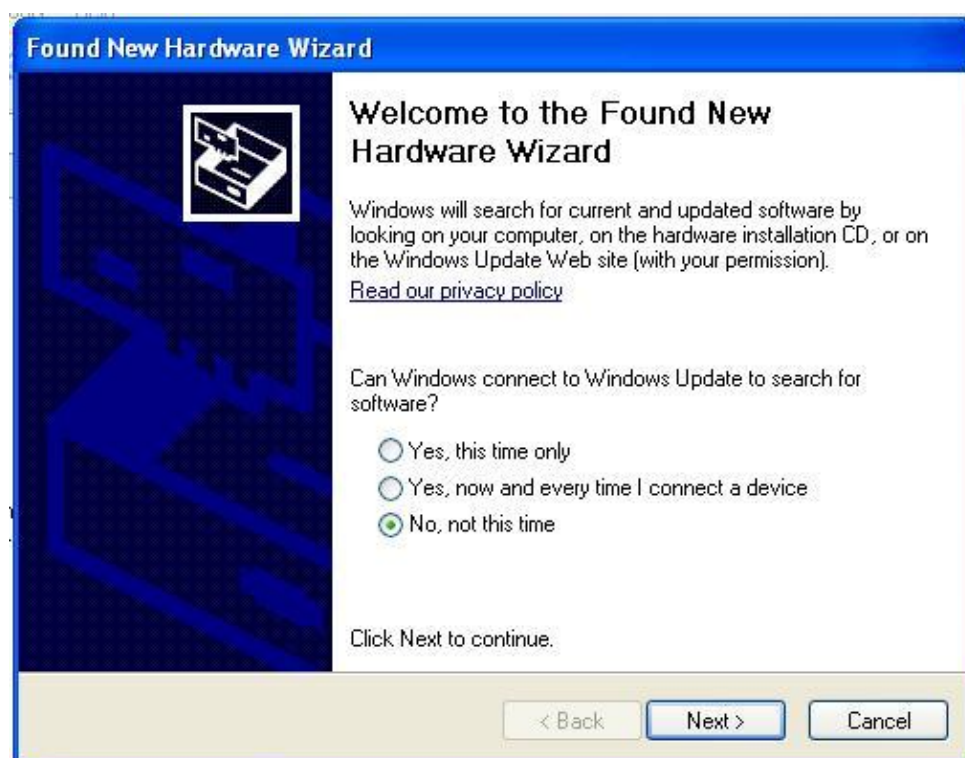 Found New Hardware Wizard
Welcome to the Found New
Hardware Wizard
Windows will search for current and updated software by
looking on your computer, on the hardware installation CD, or on
the Windows Update Web site (with your permission).
Read our privacy policy
Can Windows connect to Windows Update to search for
software?
Yes, this time only
Yes, now and every time I connect a device
No, not this time
Click Next to continue.
< Back
Next >
Cancel